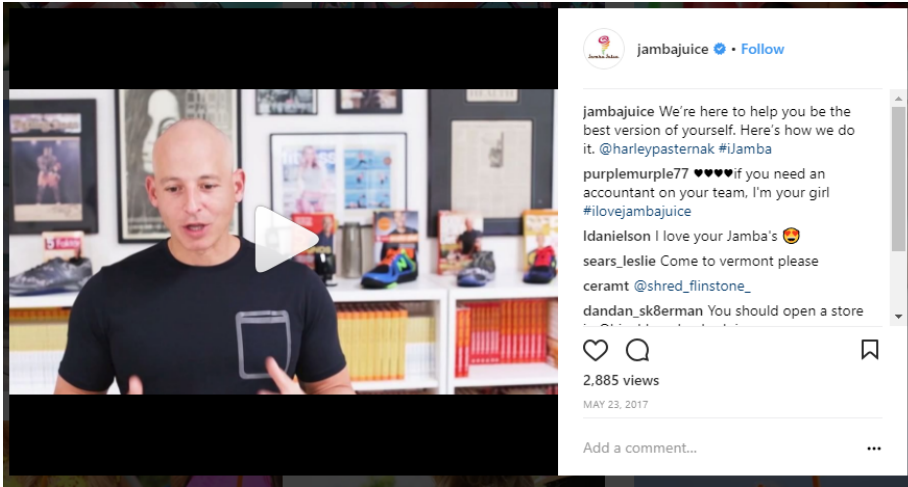 jambajuice • Follow
jambajuice We're here to help you be the
best version of yourself. Here's how we do
it. @harleypasternak #iJamba
purplemurple77 ♥♥♥♥if you need an
accountant on your team, I'm your girl
#ilovejambajuice
ldanielson I love your Jamba's 😍
sears_leslie Come to vermont please
ceramt @shred_flinstone_
dandan_sk8erman You should open a store
2,885 views
MAY 23, 2017
Add a comment...